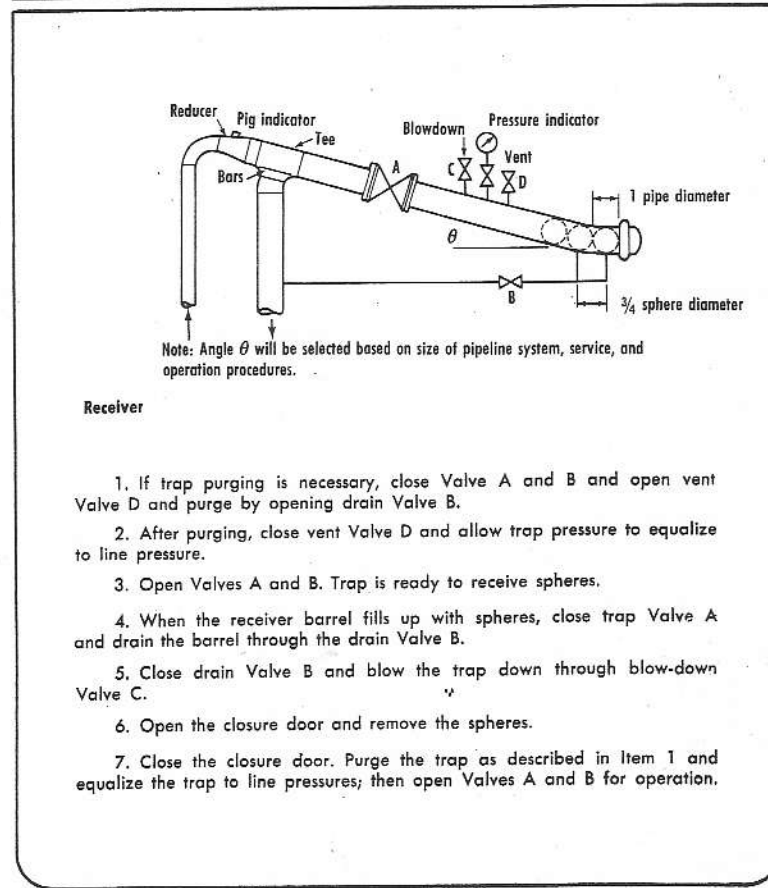 Reducer
Pig indicator
Tee
Bars
A
Blowdown
Pressure indicator
C
Vent
D
1 pipe diameter
θ
B
¾ sphere diameter
Note: Angle θ will be selected based on size of pipeline system, service, and
operation procedures.
Receiver
1. If trap purging is necessary, close Valve A and B and open vent
Valve D and purge by opening drain Valve B.
2. After purging, close vent Valve D and allow trap pressure to equalize
to line pressure.
3. Open Valves A and B. Trap is ready to receive spheres.
4. When the receiver barrel fills up with spheres, close trap Valve A
and drain the barrel through the drain Valve B.
5. Close drain Valve B and blow the trap down through blow-down
Valve C.
6. Open the closure door and remove the spheres.
7. Close the closure door. Purge the trap as described in Item 1 and
equalize the trap to line pressures; then open Valves A and B for operation.